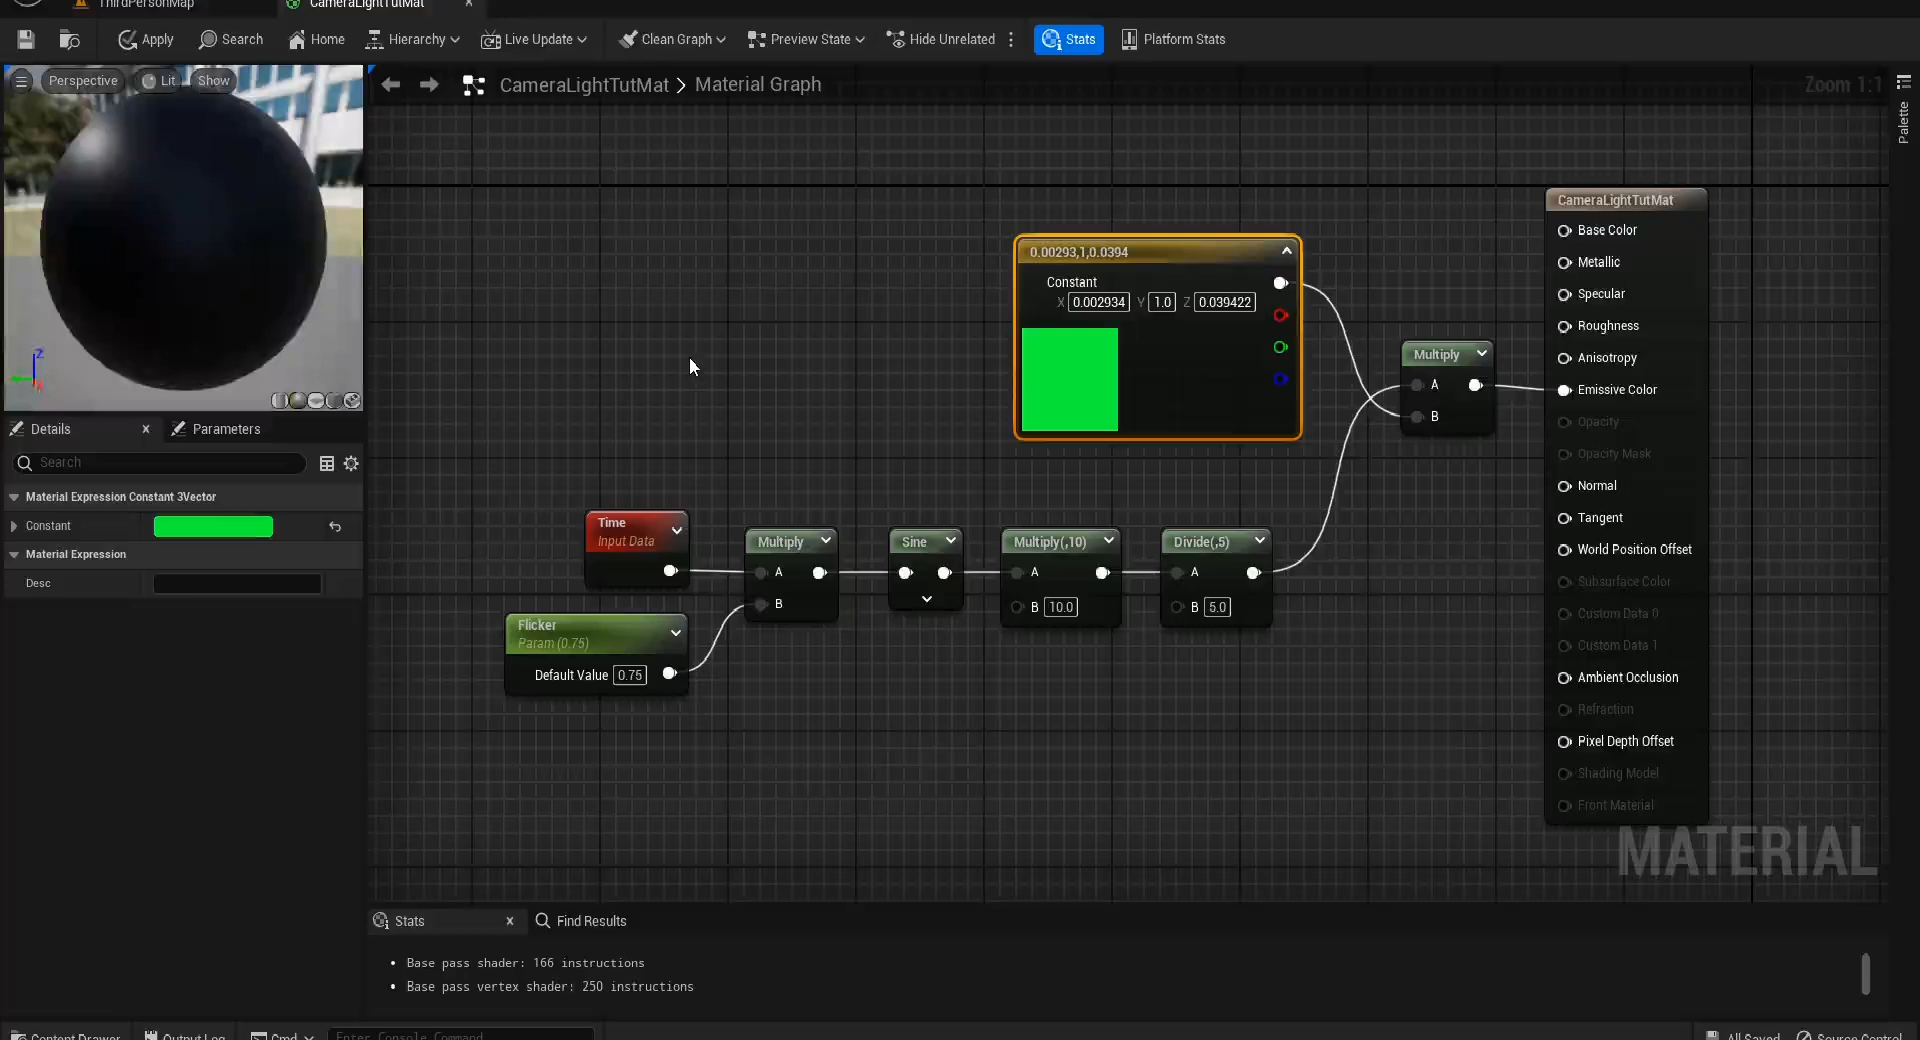 ThirdPersonMap
CameraLightTutMat
Apply
Search
Home
Hierarchy
Live Update
Clean Graph
Preview State
Hide Unrelated
Stats
Platform Stats
Perspective
Lit
Show
CameraLightTutMat
Material Graph
Zoom 1:1
Palette
Z
Details
Parameters
Search
Material Expression Constant 3Vector
Constant
Material Expression
Desc
0.00293,1,0.0394
Constant
X 0.002934 Y 1.0 Z 0.039422
Multiply
A
B
Time
Input Data
Flicker
Param (0.75)
Default Value 0.75
Multiply
A
B
Sine
Multiply(,10)
A
B 10.0
Divide(,5)
A
B 5.0
CameraLightTutMat
Base Color
Metallic
Specular
Roughness
Anisotropy
Emissive Color
Opacity
Opacity Mask
Normal
Tangent
World Position Offset
Subsurface Color
Custom Data 0
Custom Data 1
Ambient Occlusion
Refraction
Pixel Depth Offset
Shading Model
Front Material
MATERIAL
Stats
Find Results
Base pass shader: 166 instructions
Base pass vertex shader: 250 instructions
Content Drawer
Output Log
Cmd
Enter Console Command
All Saved
Source Control